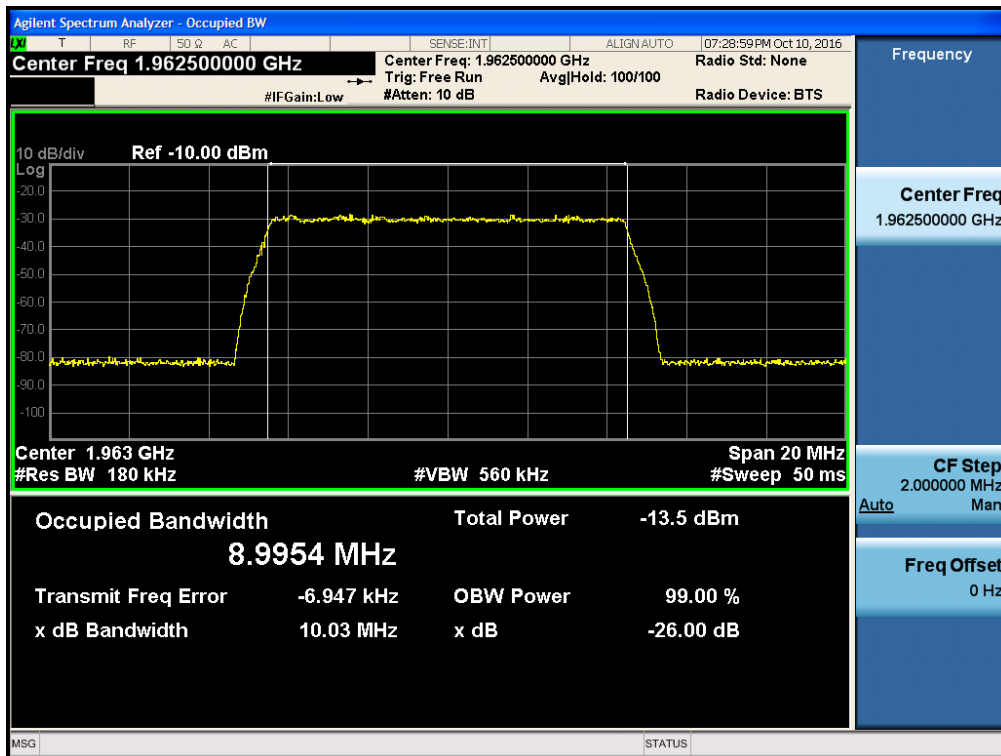 Agilent Spectrum Analyzer - Occupied BW
LXI T RF 50 Ω AC SENSE:INT ALIGN AUTO 07:28:59 PM Oct 10, 2016
Center Freq 1.962500000 GHz
Center Freq: 1.962500000 GHz
Radio Std: None
Trig: Free Run Avg|Hold: 100/100
#IFGain:Low
#Atten: 10 dB
Radio Device: BTS
10 dB/div Ref -10.00 dBm
Log
-20.0
-30.0
-40.0
-50.0
-60.0
-70.0
-80.0
-90.0
-100
Center 1.963 GHz Span 20 MHz
#Res BW 180 kHz #VBW 560 kHz #Sweep 50 ms
Occupied Bandwidth Total Power -13.5 dBm
8.9954 MHz
Transmit Freq Error -6.947 kHz OBW Power 99.00 %
x dB Bandwidth 10.03 MHz x dB -26.00 dB
MSG STATUS
Frequency
Center Freq
1.962500000 GHz
CF Step
2.000000 MHz
Auto Man
Freq Offset
0 Hz